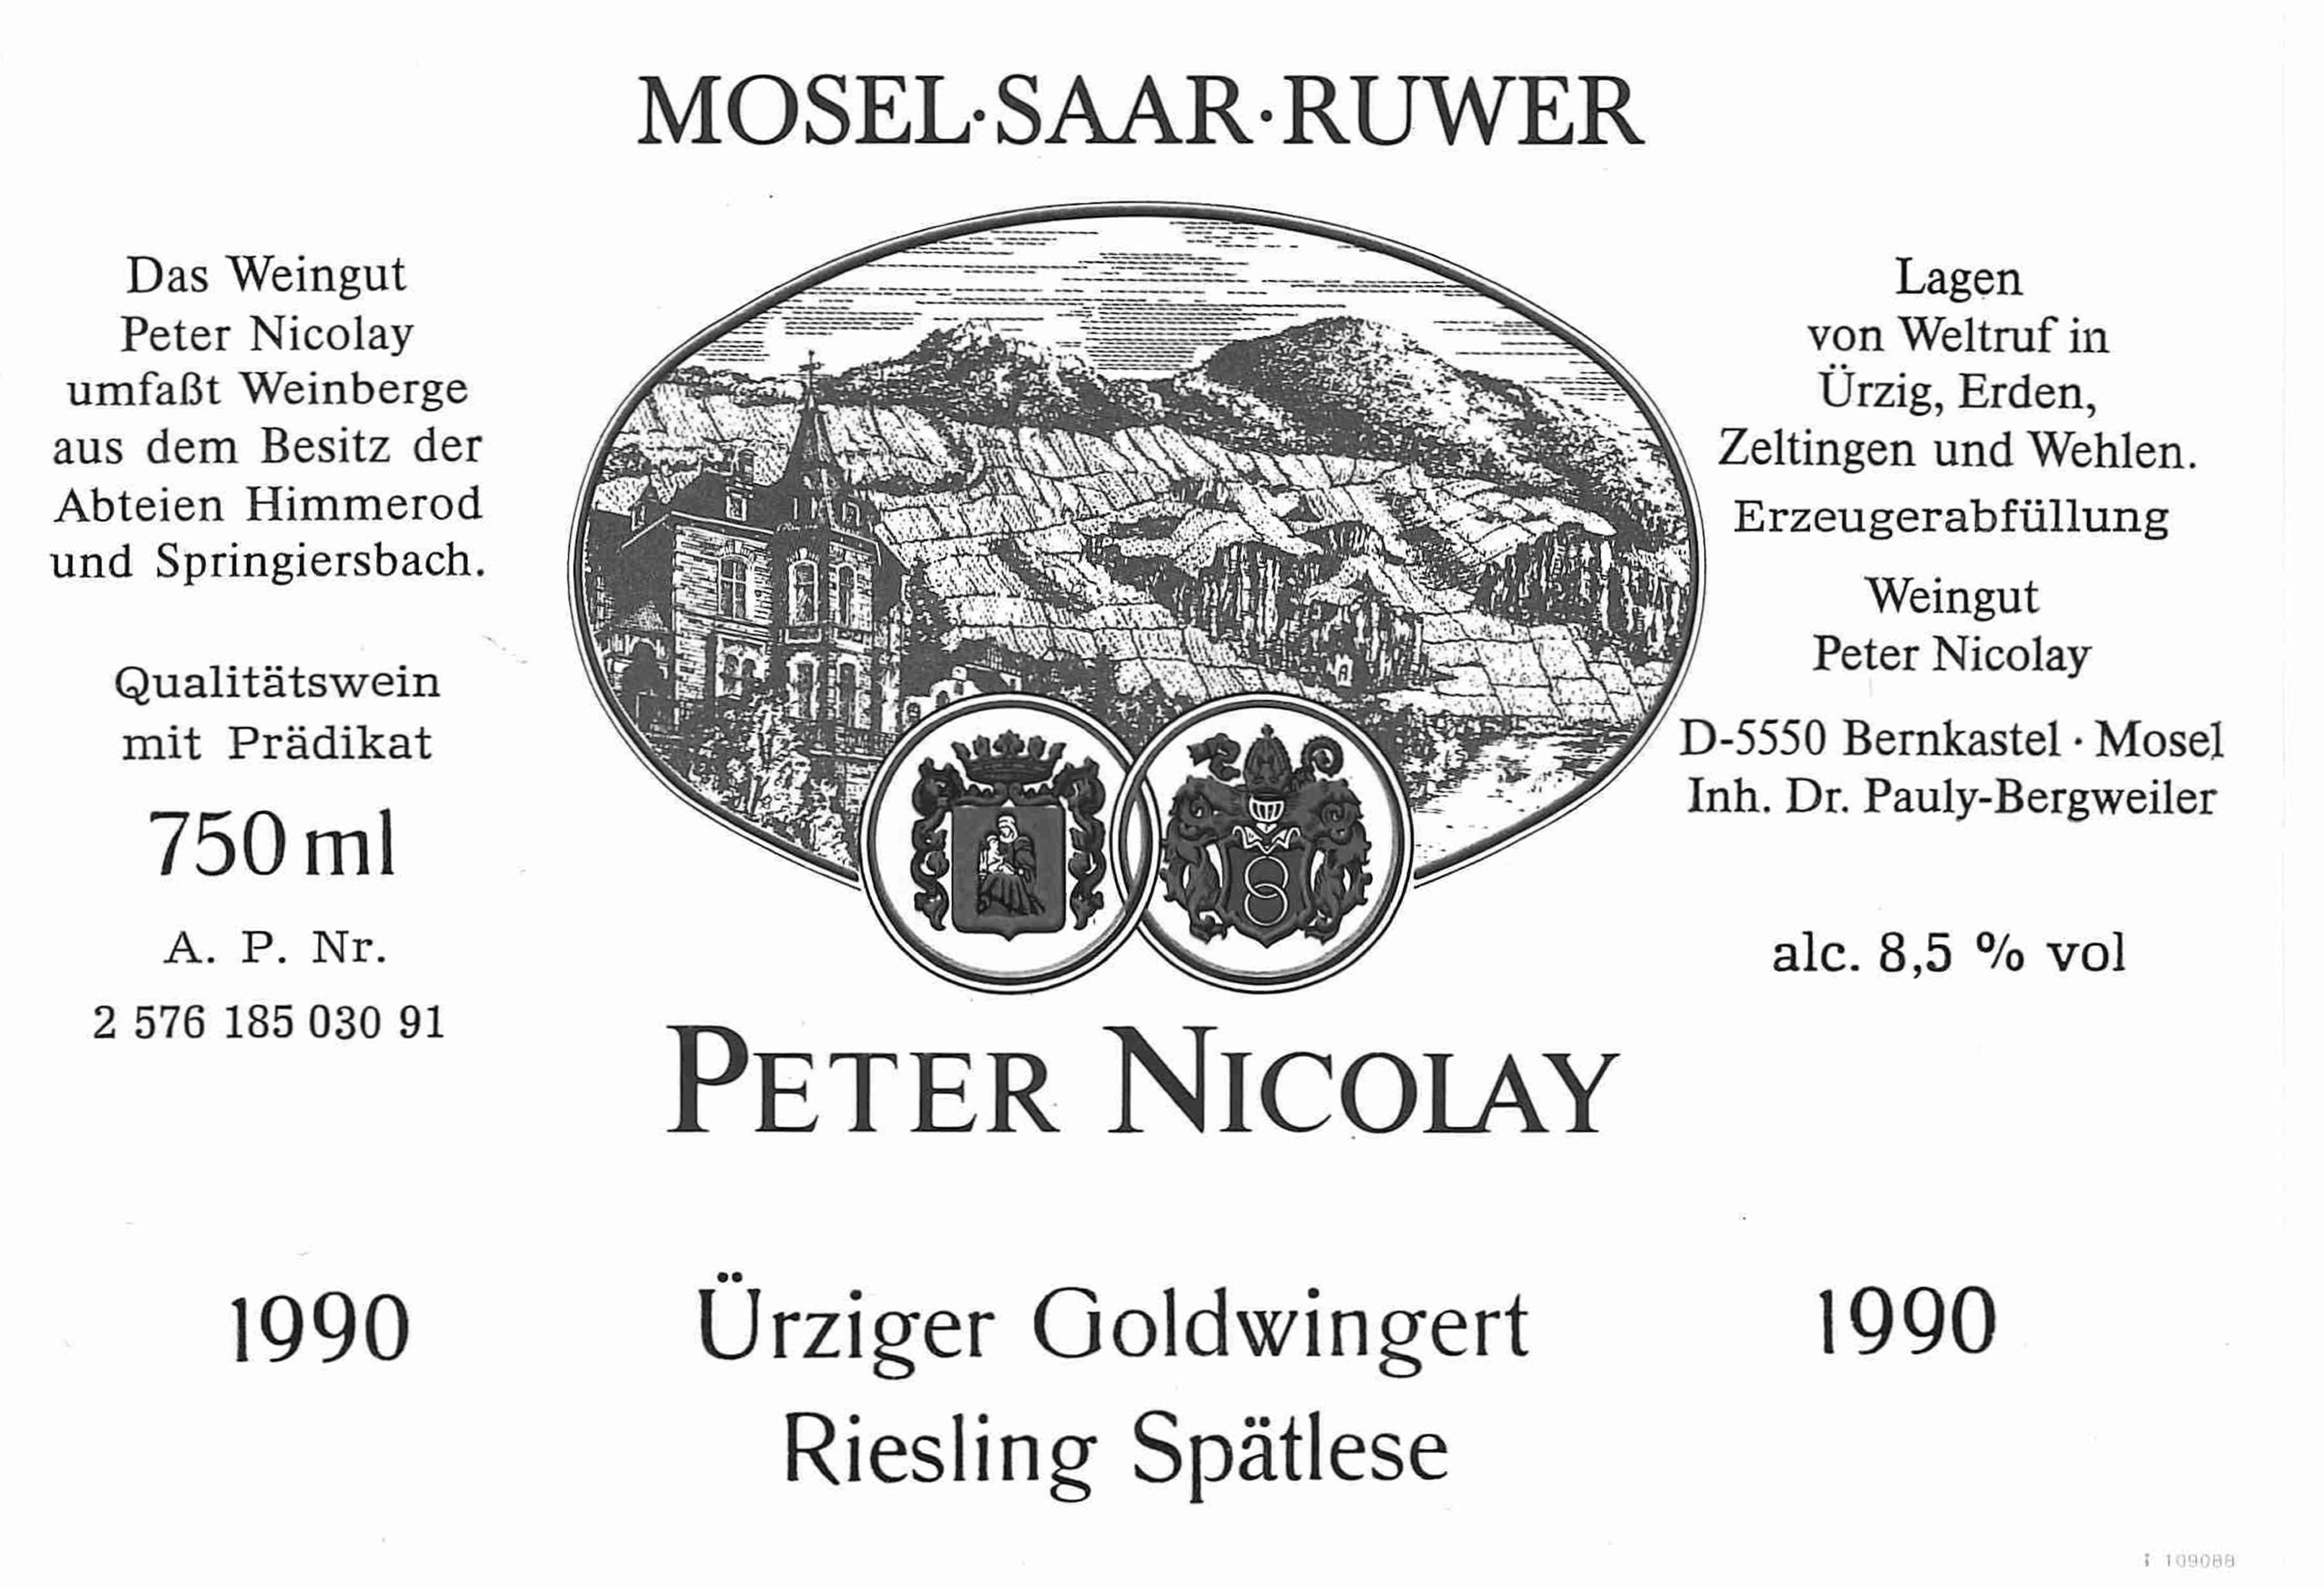 MOSEL·SAAR·RUWER
Das Weingut
Peter Nicolay
umfaßt Weinberge
aus dem Besitz der
Abteien Himmerod
und Springiersbach.
Qualitätswein
mit Prädikat
750 ml
A. P. Nr.
2 576 185 030 91
Lagen
von Weltruf in
Ürzig, Erden,
Zeltingen und Wehlen.
Erzeugerabfüllung
Weingut
Peter Nicolay
D-5550 Bernkastel · Mosel
Inh. Dr. Pauly-Bergweiler
alc. 8,5 % vol
PETER NICOLAY
1990
Ürziger Goldwingert
1990
Riesling Spätlese
i 109088